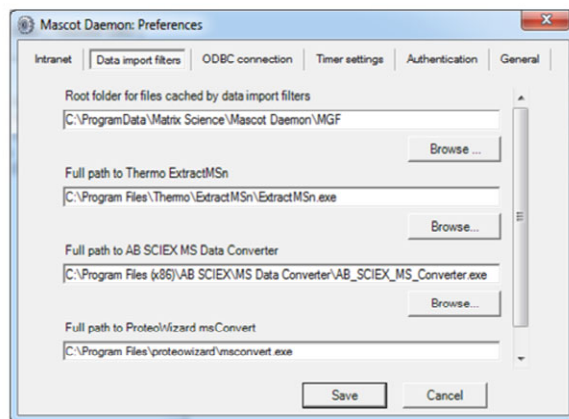 Mascot Daemon: Preferences
Intranet Data import filters ODBC connection Timer settings Authentication General
Root folder for files cached by data import filters
C:\ProgramData\Matrix Science\Mascot Daemon\MGF
Browse ...
Full path to Thermo ExtractMSn
C:\Program Files\Thermo\ExtractMSn\ExtractMSn.exe
Browse...
Full path to AB SCIEX MS Data Converter
C:\Program Files (x86)\AB SCIEX\MS Data Converter\AB_SCIEX_MS_Converter.exe
Browse...
Full path to ProteoWizard msConvert
C:\Program Files\proteowizard\msconvert.exe
Save Cancel